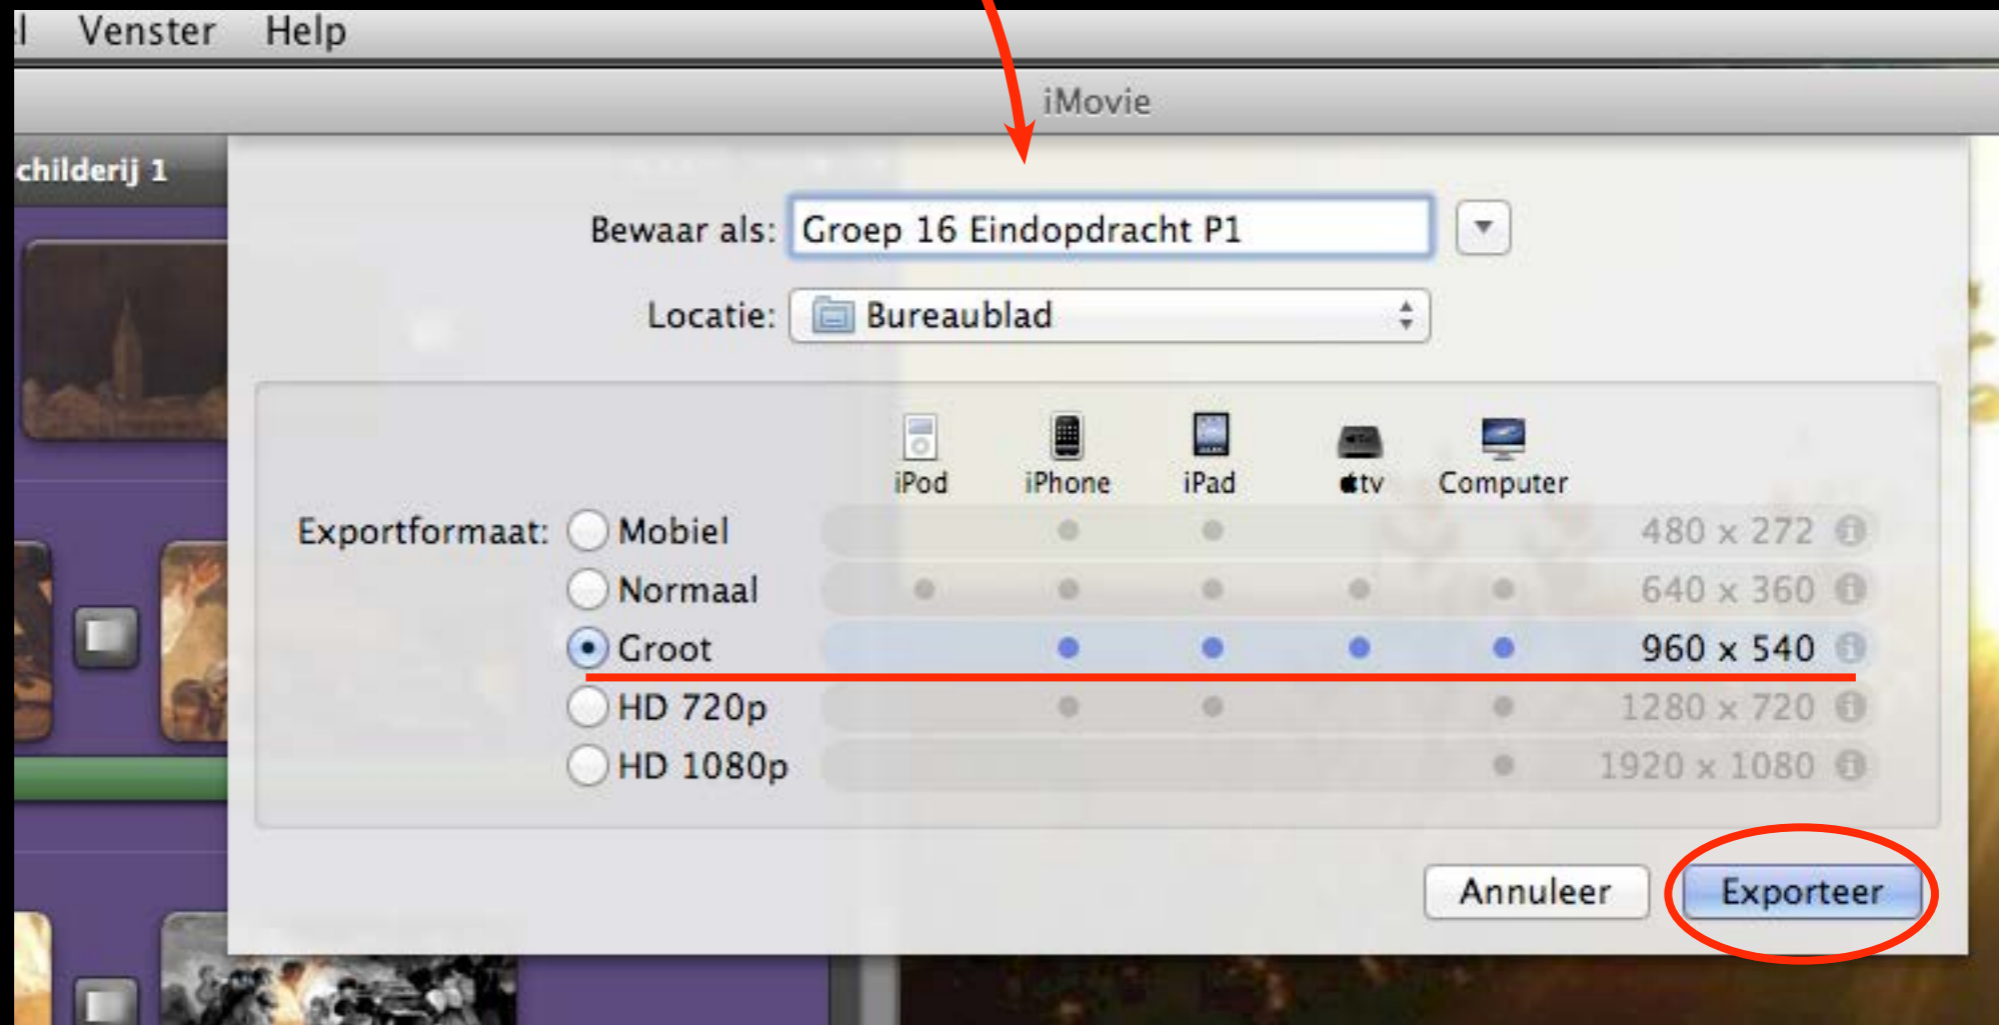 Venster Help
iMovie
childerij 1
Bewaar als: Groep 16 Eindopdracht P1
Locatie: Bureaublad
iPod iPhone iPad tv Computer
Exportformaat: Mobiel 480 x 272
Normaal 640 x 360
Groot 960 x 540
HD 720p 1280 x 720
HD 1080p 1920 x 1080
Annuleer Exporteer